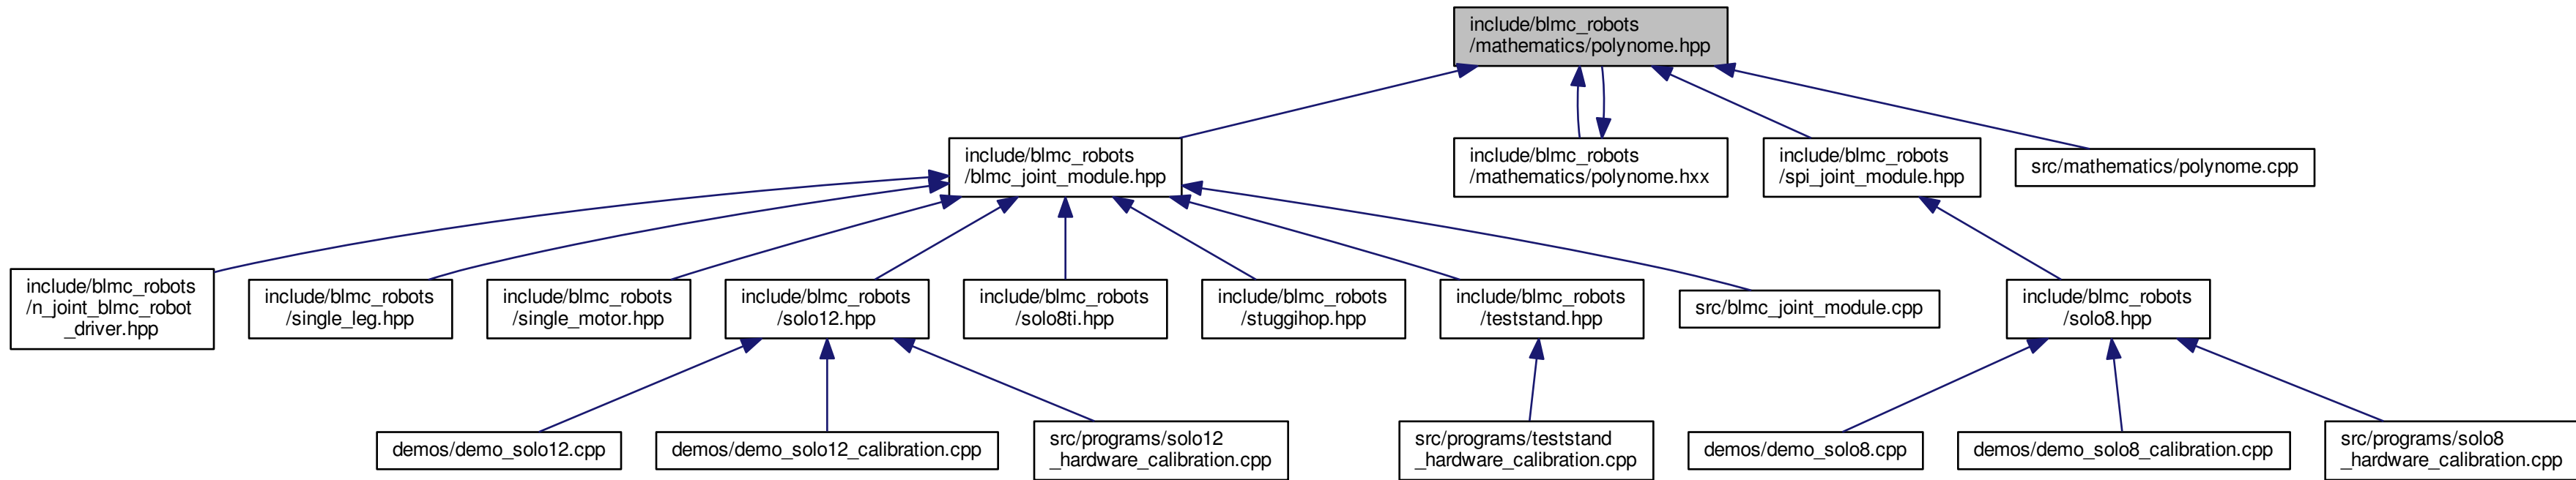 include/blmc_robots
/mathematics/polynome.hpp
include/blmc_robots
/blmc_joint_module.hpp
include/blmc_robots
/mathematics/polynome.hxx
include/blmc_robots
/spi_joint_module.hpp
src/mathematics/polynome.cpp
include/blmc_robots
/n_joint_blmc_robot
_driver.hpp
include/blmc_robots
/single_leg.hpp
include/blmc_robots
/single_motor.hpp
include/blmc_robots
/solo12.hpp
include/blmc_robots
/solo8ti.hpp
include/blmc_robots
/stuggihop.hpp
include/blmc_robots
/teststand.hpp
src/blmc_joint_module.cpp
include/blmc_robots
/solo8.hpp
demos/demo_solo12.cpp
demos/demo_solo12_calibration.cpp
src/programs/solo12
_hardware_calibration.cpp
src/programs/teststand
_hardware_calibration.cpp
demos/demo_solo8.cpp
demos/demo_solo8_calibration.cpp
src/programs/solo8
_hardware_calibration.cpp